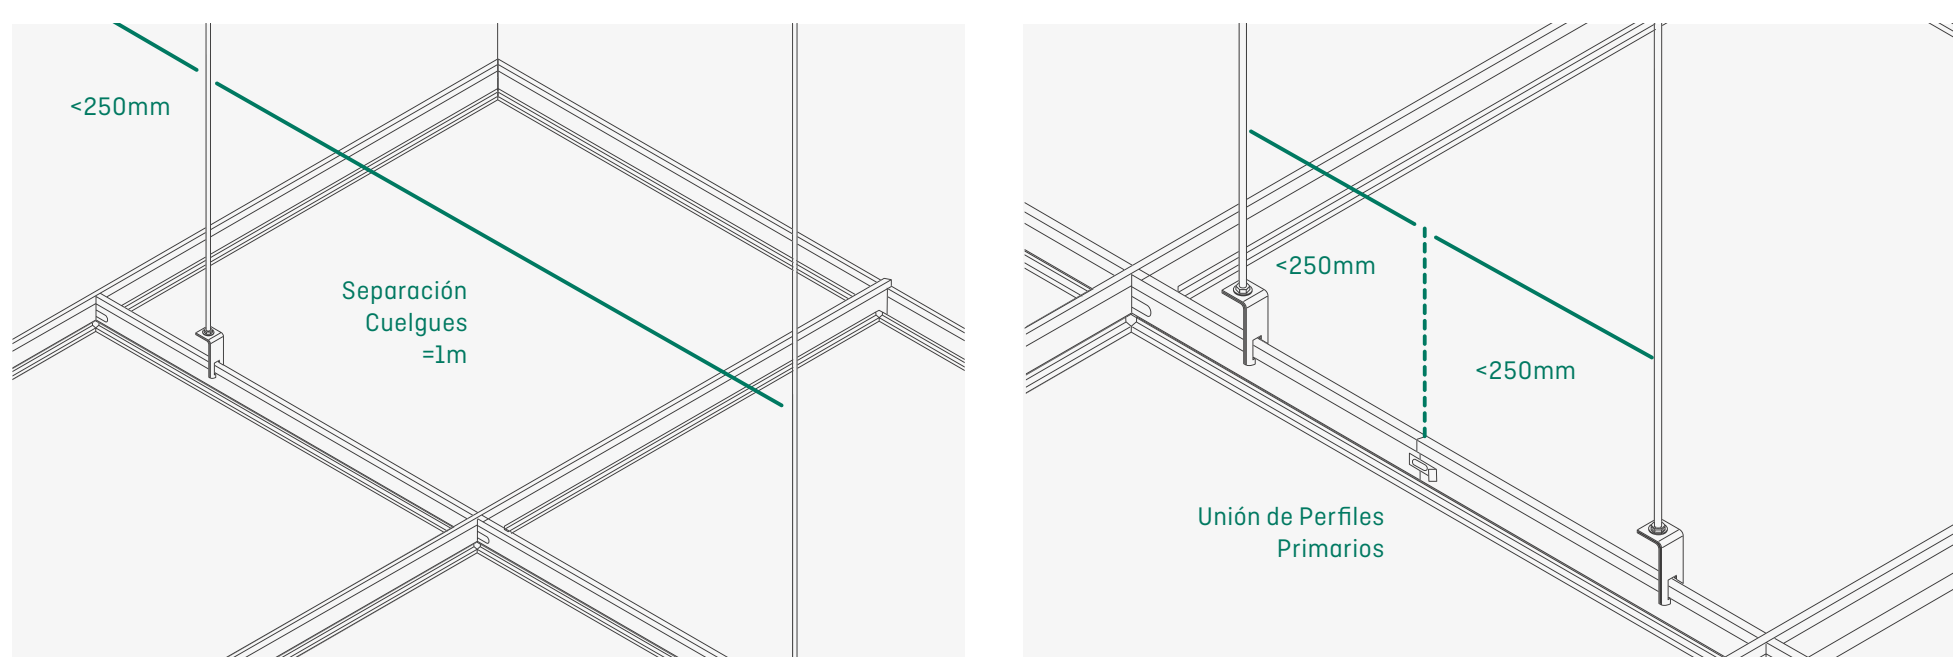 <250mm
Separación
Cuelgues
=1m
<250mm
<250mm
Unión de Perfiles
Primarios